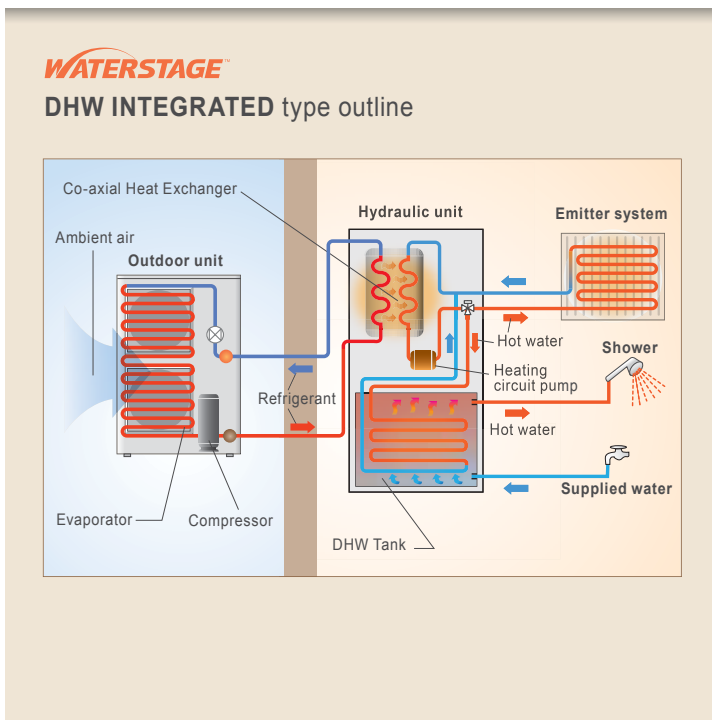 WATERSTAGE™
DHW INTEGRATED type outline
Co-axial Heat Exchanger
Hydraulic unit
Emitter system
Ambient air
Outdoor unit
Hot water
Shower
Heating
circuit pump
Refrigerant
Hot water
Supplied water
Evaporator
Compressor
DHW Tank